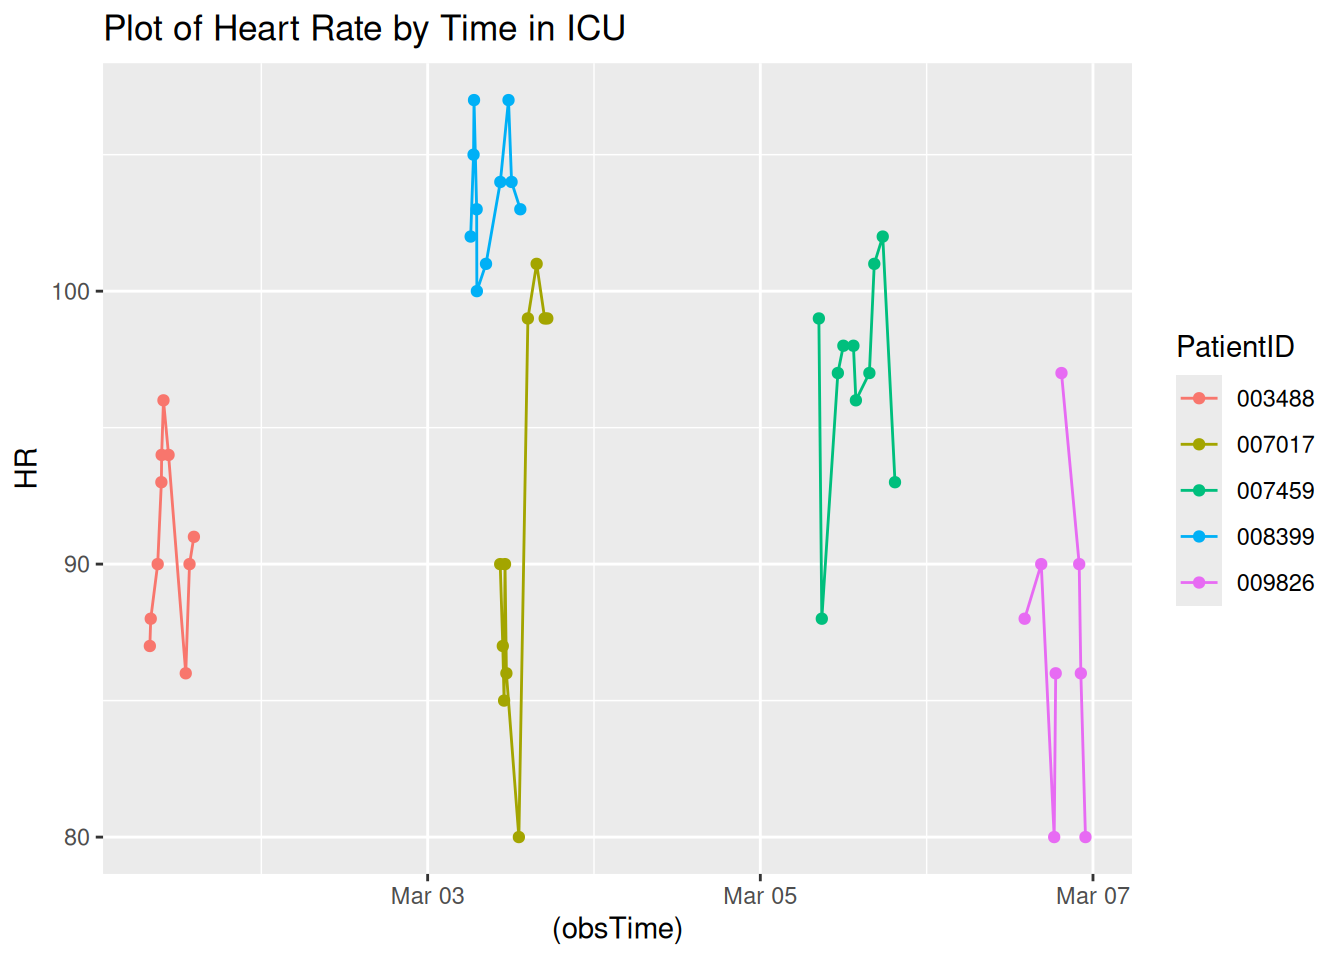 Plot of Heart Rate by Time in ICU
HR
100
90
80
Mar 03
Mar 05
Mar 07
(obsTime)
PatientID
003488
007017
007459
008399
009826